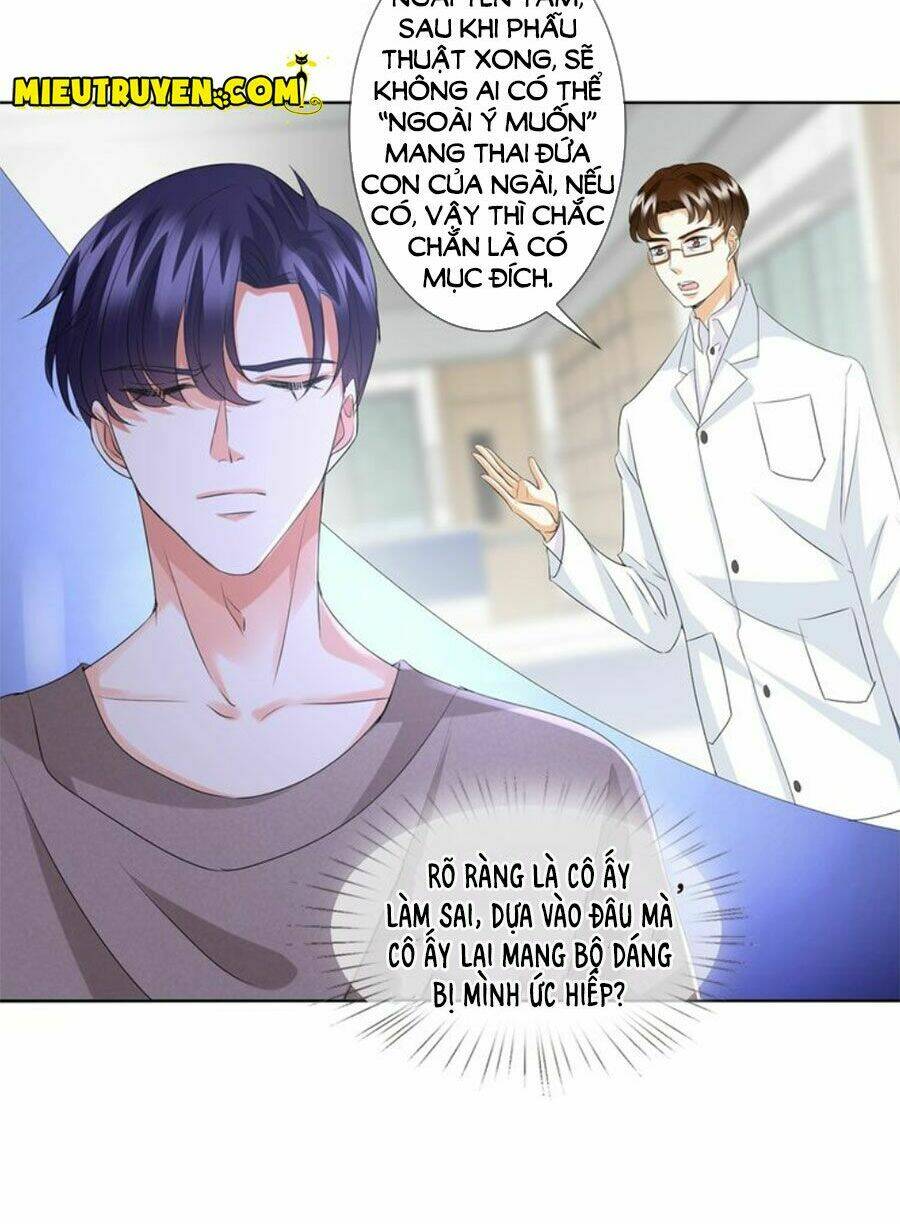 NGÀI YÊN TÂM,
SAU KHI PHẪU
THUẬT XONG, SẼ
KHÔNG AI CÓ THỂ
“NGOÀI Ý MUỐN”
MANG THAI ĐỨA
CON CỦA NGÀI, NẾU
CÓ, VẬY THÌ CHẮC
CHẮN LÀ CÓ
MỤC ĐÍCH.
MIEUTRUYEN.COM
RÕ RÀNG LÀ CÔ ẤY
LÀM SAI, DỰA VÀO ĐÂU MÀ
CÔ ẤY LẠI MANG BỘ DÁNG
BỊ MÌNH ỨC HIẾP?